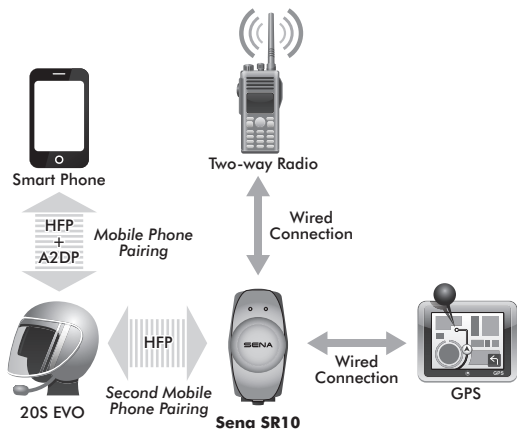 Two-way Radio
Smart Phone
HFP
+
A2DP
Mobile Phone
Pairing
Wired
Connection
HFP
SENA
Second Mobile
Phone Pairing
Wired
Connection
GPS
GPS
20S EVO
Sena SR10